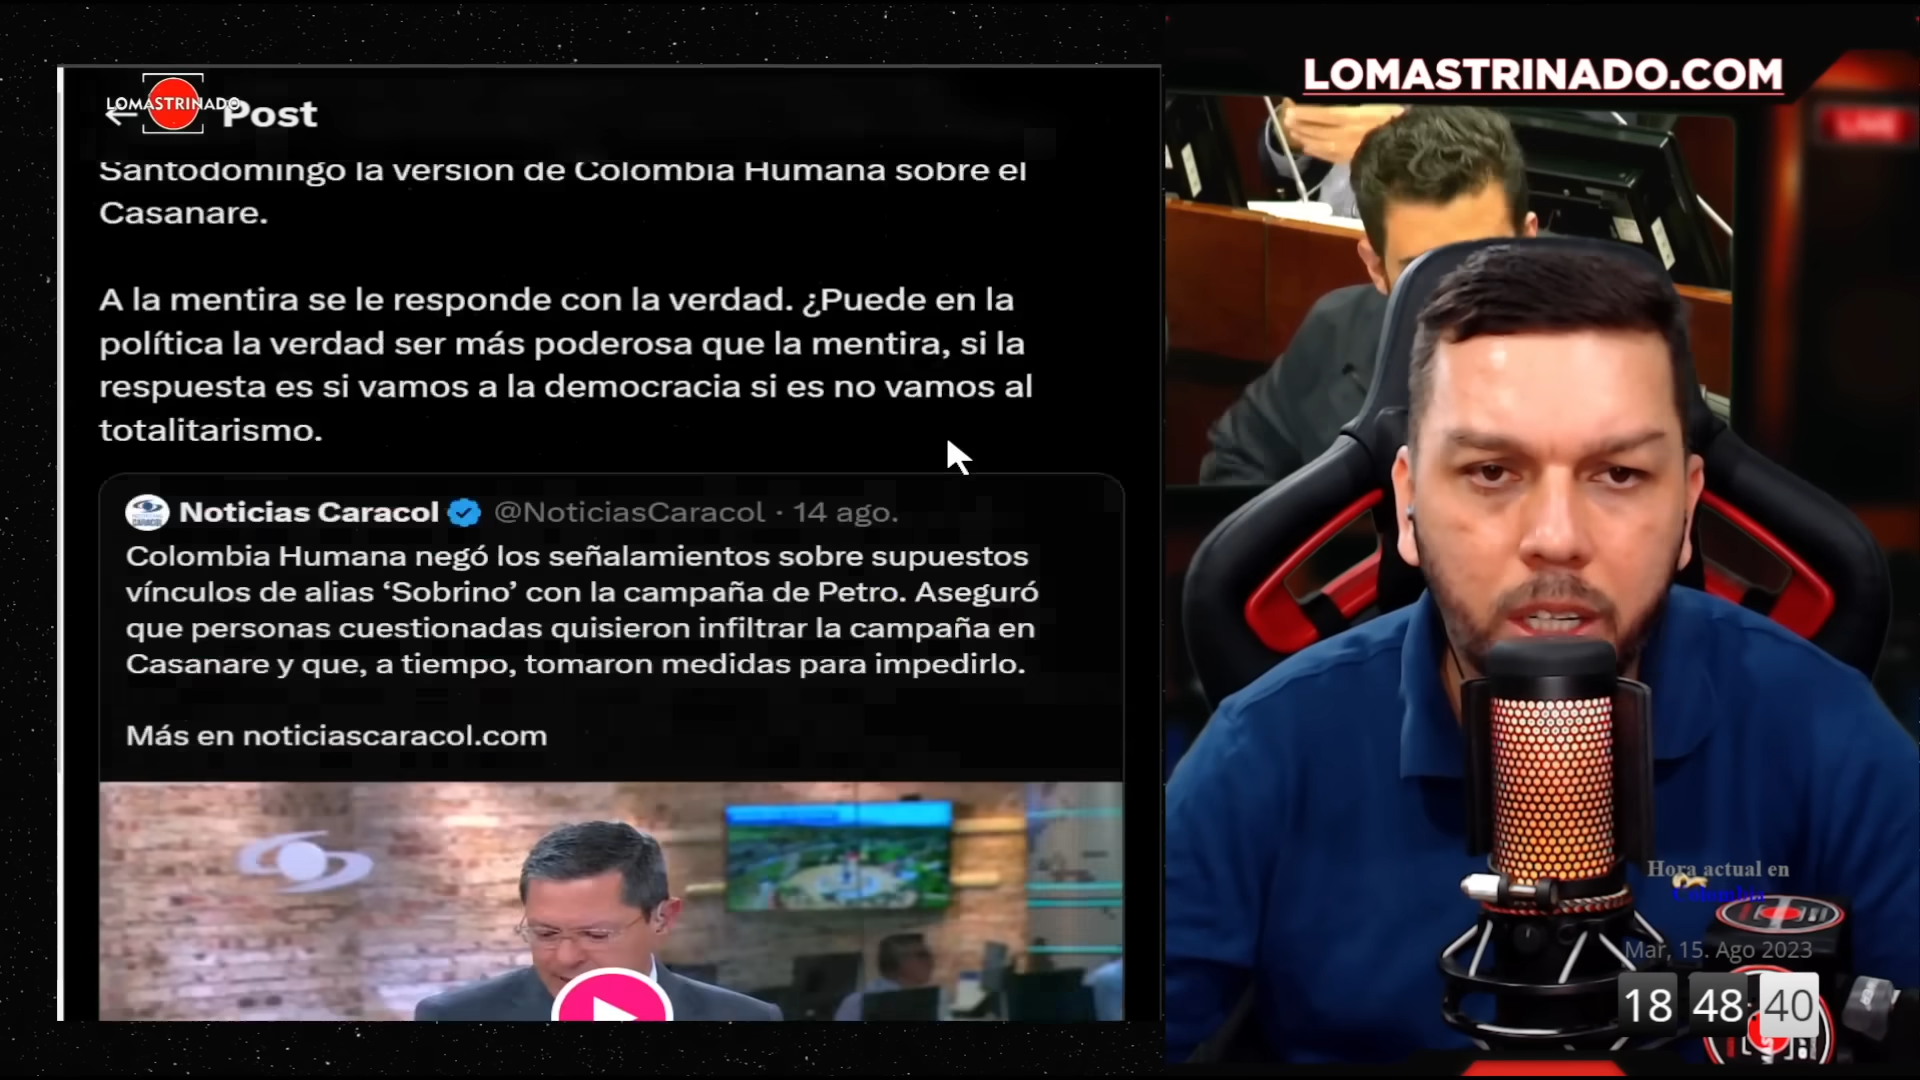 LOMASTRINADO
Post
Santodomingo la versión de Colombia Humana sobre el
Casanare.
A la mentira se le responde con la verdad. ¿Puede en la
política la verdad ser más poderosa que la mentira, si la
respuesta es si vamos a la democracia si es no vamos al
totalitarismo.
Noticias Caracol @NoticiasCaracol · 14 ago.
Colombia Humana negó los señalamientos sobre supuestos
vínculos de alias ‘Sobrino’ con la campaña de Petro. Aseguró
que personas cuestionadas quisieron infiltrar la campaña en
Casanare y que, a tiempo, tomaron medidas para impedirlo.
Más en noticiascaracol.com
LOMASTRINADO.COM
LIVE
Hora actual en
Colombia
Mar, 15. Ago 2023
18 48 40